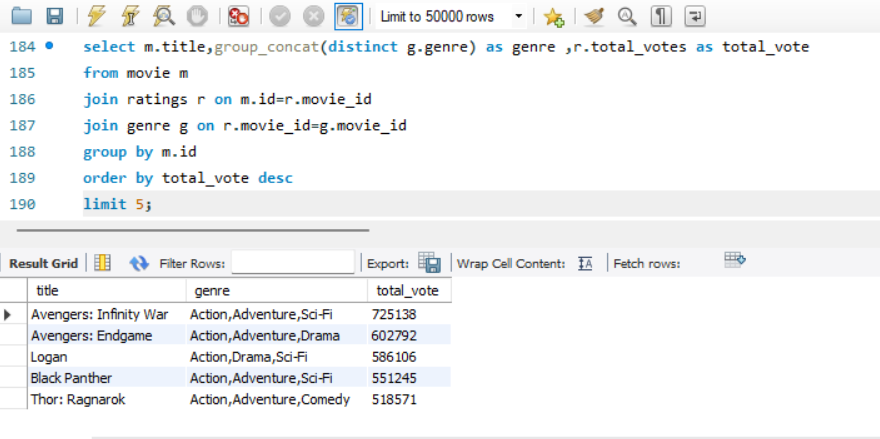 Limit to 50000 rows
184 select m.title,group_concat(distinct g.genre) as genre ,r.total_votes as total_vote
185 from movie m
186 join ratings r on m.id=r.movie_id
187 join genre g on r.movie_id=g.movie_id
188 group by m.id
189 order by total_vote desc
190 limit 5;
Result Grid Filter Rows: Export: Wrap Cell Content: IA Fetch rows:
title genre total_vote
Avengers: Infinity War Action,Adventure,Sci-Fi 725138
Avengers: Endgame Action,Adventure,Drama 602792
Logan Action,Drama,Sci-Fi 586106
Black Panther Action,Adventure,Sci-Fi 551245
Thor: Ragnarok Action,Adventure,Comedy 518571